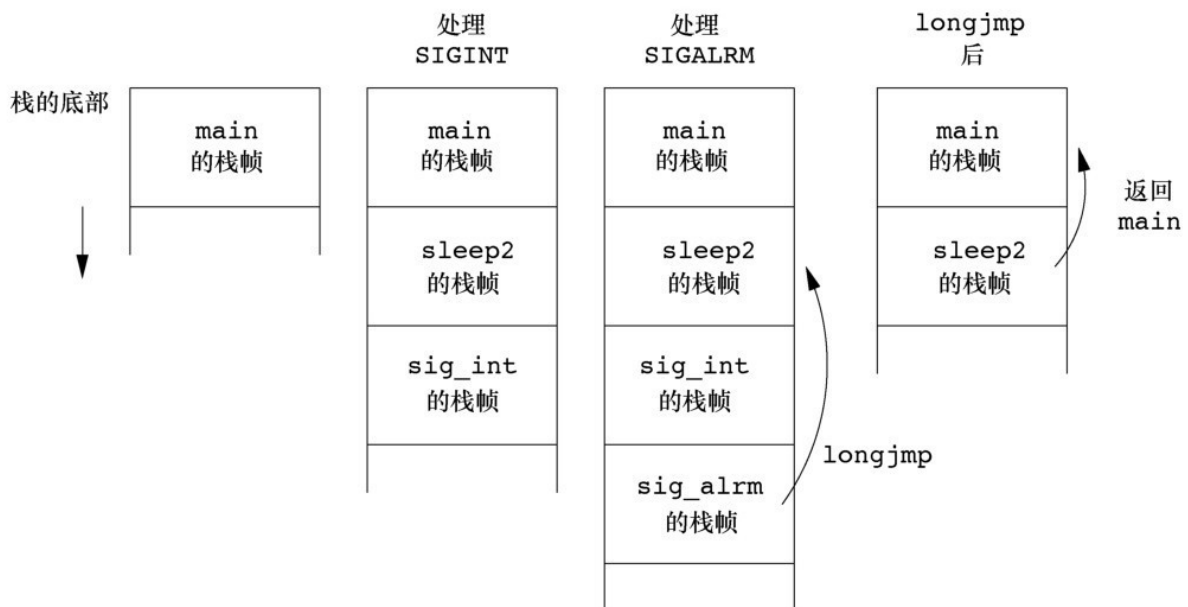 处理
SIGINT
处理
SIGALRM
longjmp
后
栈的底部
main
的栈帧
main
的栈帧
main
的栈帧
main
的栈帧
返回
main
sleep2
的栈帧
sleep2
的栈帧
sleep2
的栈帧
sig_int
的栈帧
sig_int
的栈帧
longjmp
sig_alrm
的栈帧